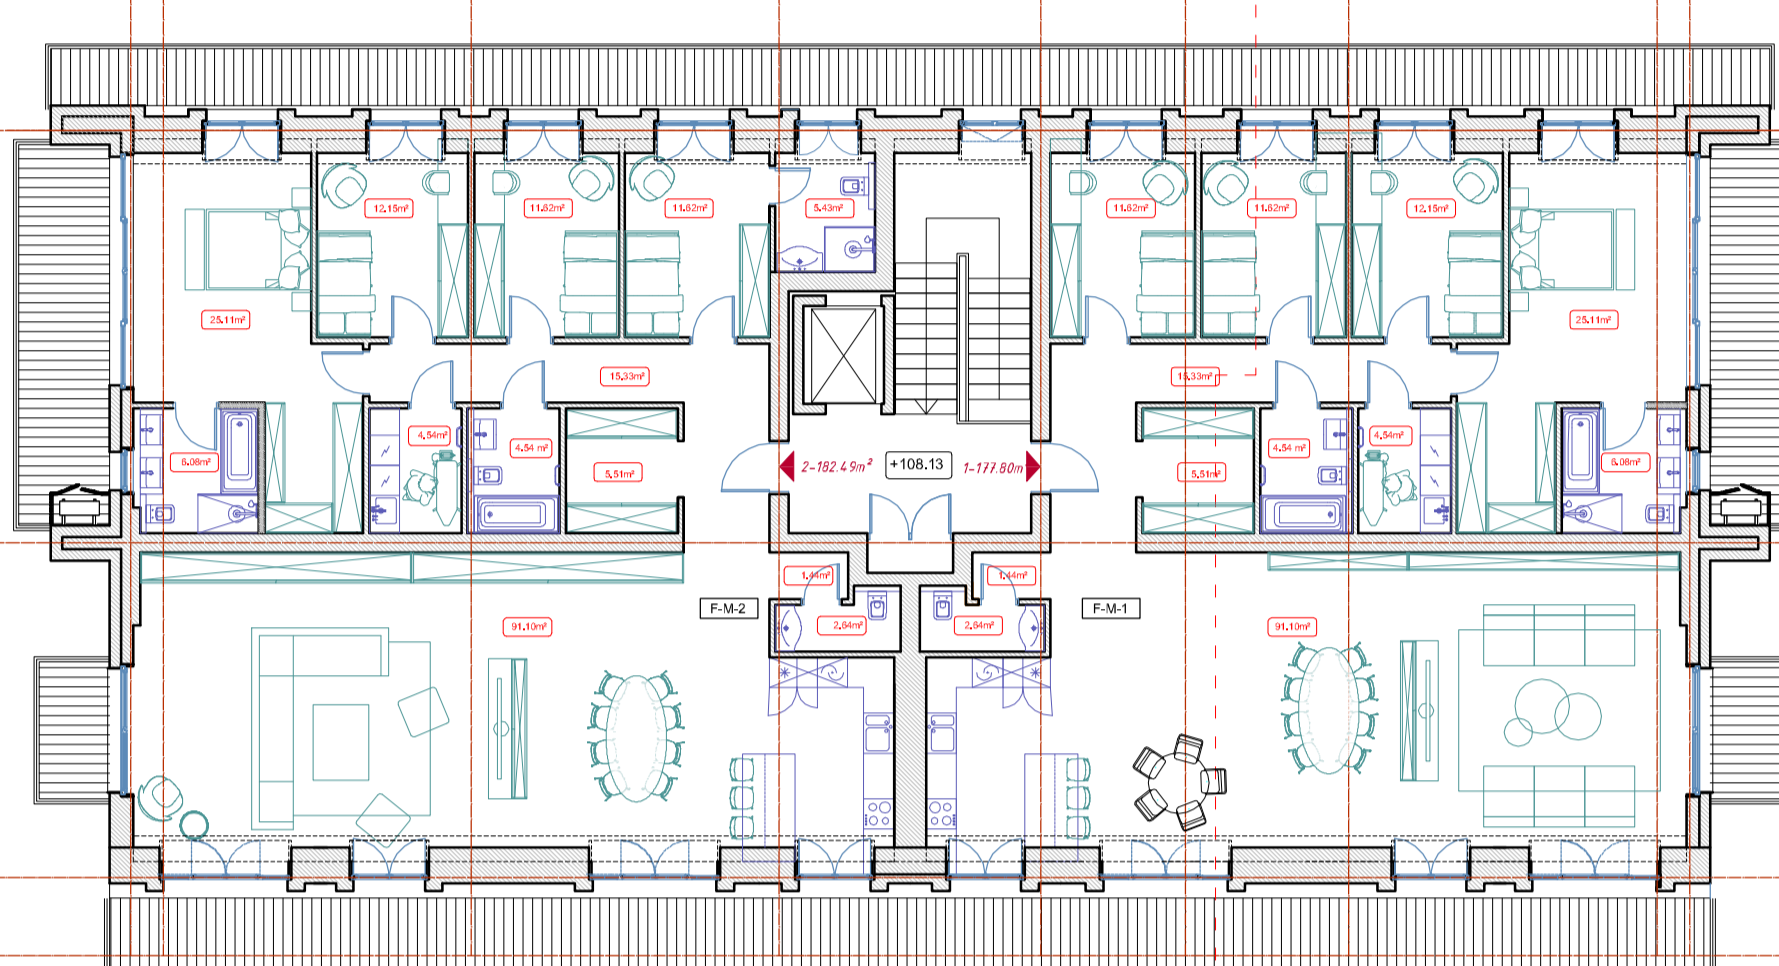 12.15m²
11.62m²
11.62m²
5.43m²
11.62m²
11.62m²
12.15m²
25.11m²
25.11m²
15.33m²
15.33m²
4.54m²
4.54 m²
4.54 m²
4.54m²
6.08m²
5.51m²
2-182.49m²
+108.13
1-177.80m
5.51m²
6.08m²
1.44m²
1.44m²
F-M-2
F-M-1
91.10m²
2.64m²
2.64m²
91.10m²